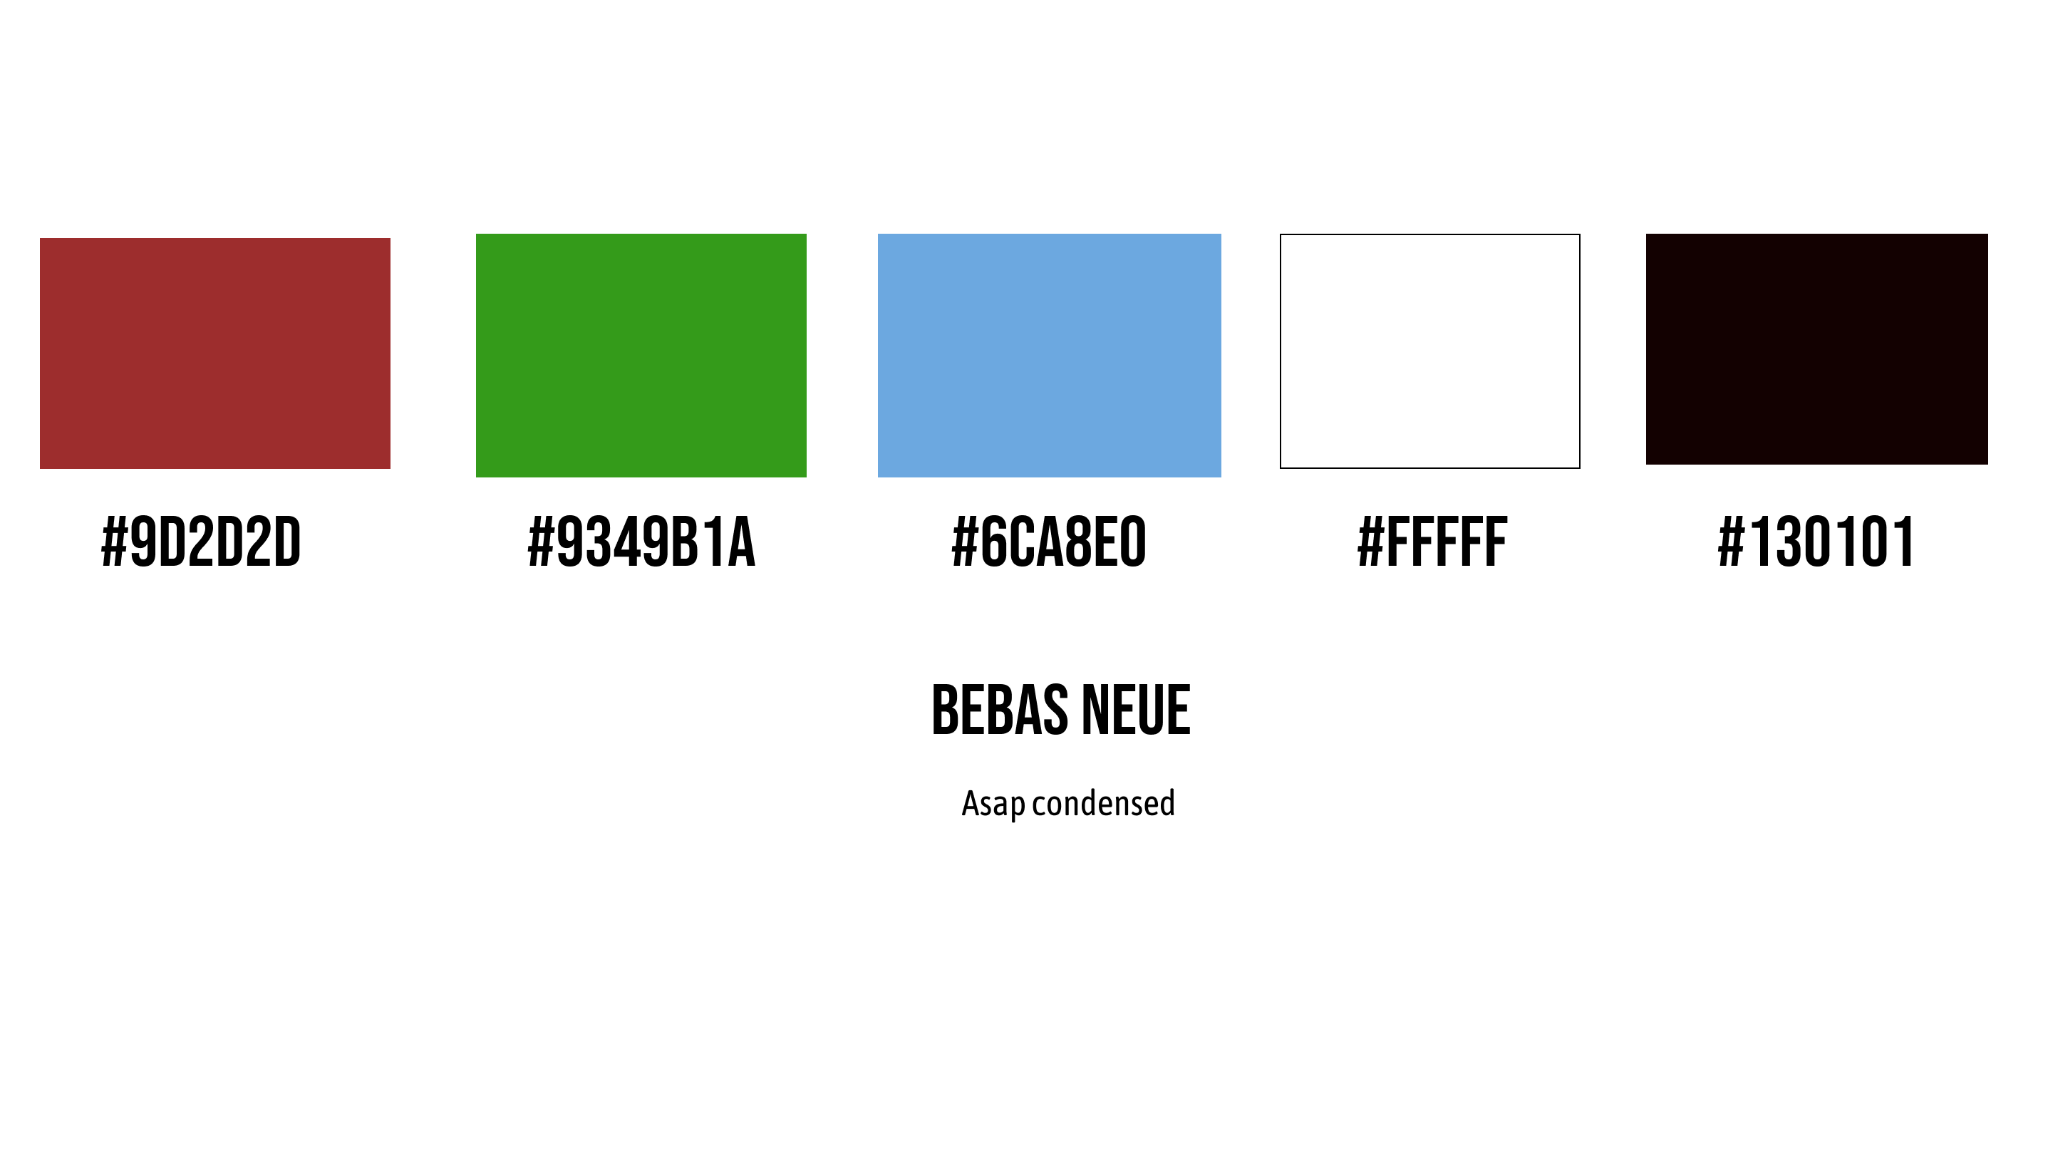 #9D2D2D
#9349B1A
#6CA8E0
#FFFFF
#130101
BEBAS NEUE
Asap condensed